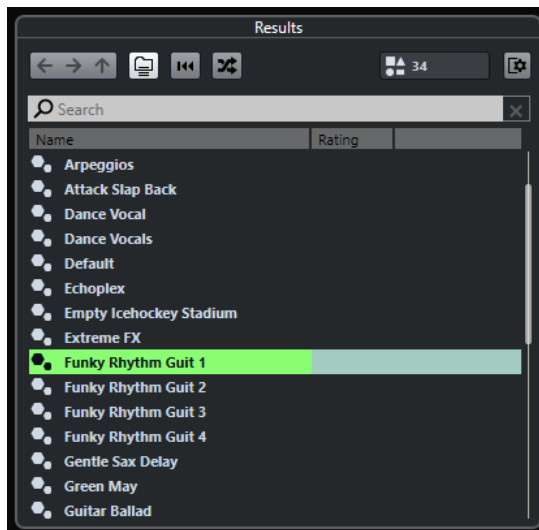 Results
34
Search
Name Rating
Arpeggios
Attack Slap Back
Dance Vocal
Dance Vocals
Default
Echoplex
Empty Icehockey Stadium
Extreme FX
Funky Rhythm Guit 1
Funky Rhythm Guit 2
Funky Rhythm Guit 3
Funky Rhythm Guit 4
Gentle Sax Delay
Green May
Guitar Ballad